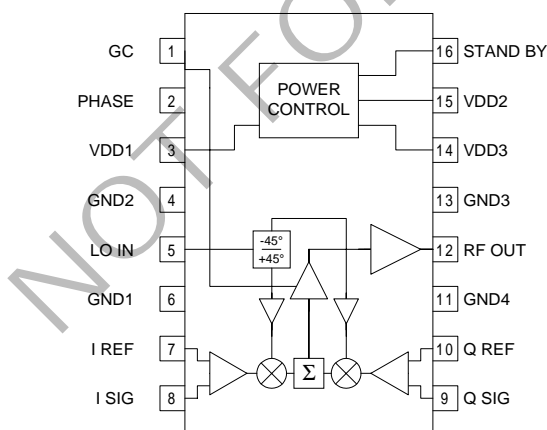 NOT FO
GC 1
PHASE 2
VDD1 3
GND2 4
LO IN 5
GND1 6
I REF 7
I SIG 8
16 STAND BY
15 VDD2
14 VDD3
13 GND3
12 RF OUT
11 GND4
10 Q REF
9 Q SIG
POWER
CONTROL
-45°
+45°
Σ